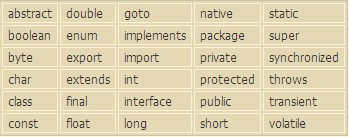 abstract double goto native static
boolean enum implements package super
byte export import private synchronized
char extends int protected throws
class final interface public transient
const float long short volatile